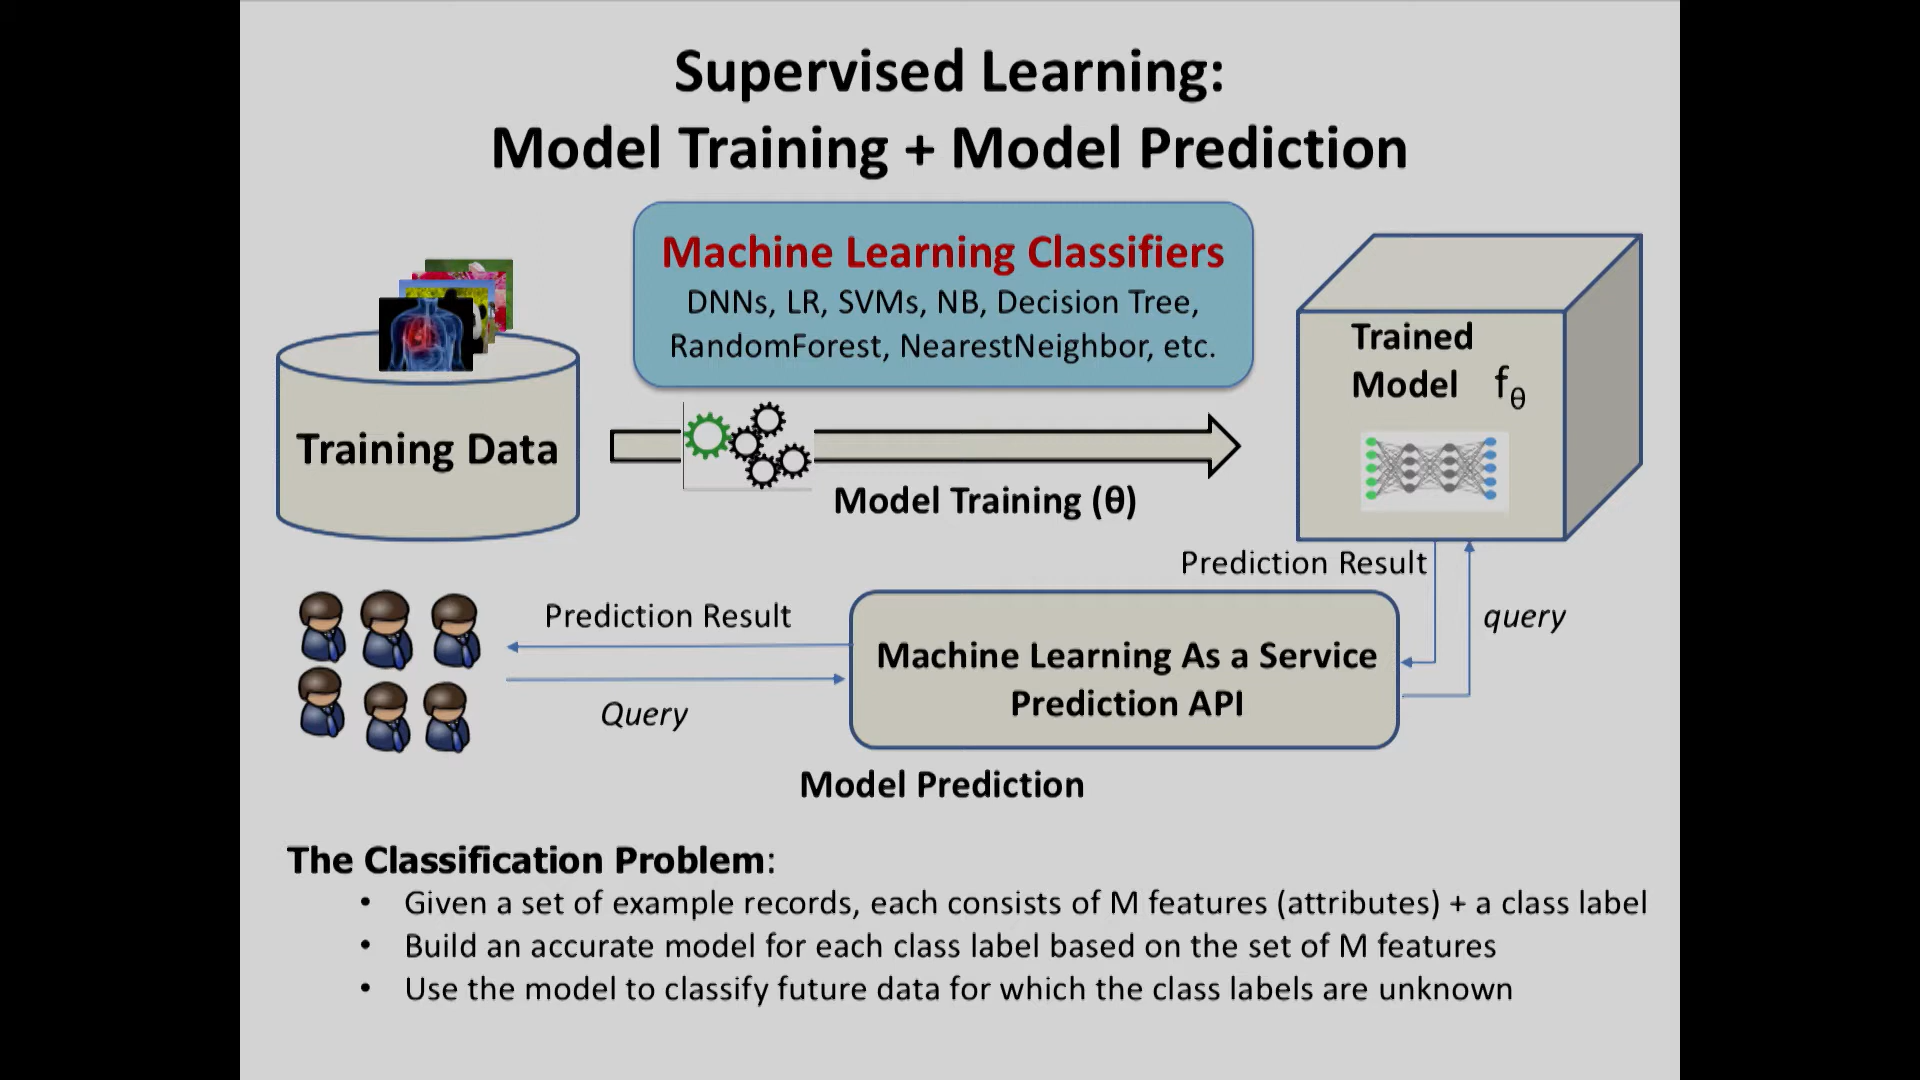 Supervised Learning:
Model Training + Model Prediction
Machine Learning Classifiers
DNNs, LR, SVMs, NB, Decision Tree,
RandomForest, NearestNeighbor, etc.
Training Data
Model Training (θ)
Trained
Model fθ
Prediction Result
query
Prediction Result
Query
Machine Learning As a Service
Prediction API
Model Prediction
The Classification Problem:
• Given a set of example records, each consists of M features (attributes) + a class label
• Build an accurate model for each class label based on the set of M features
• Use the model to classify future data for which the class labels are unknown